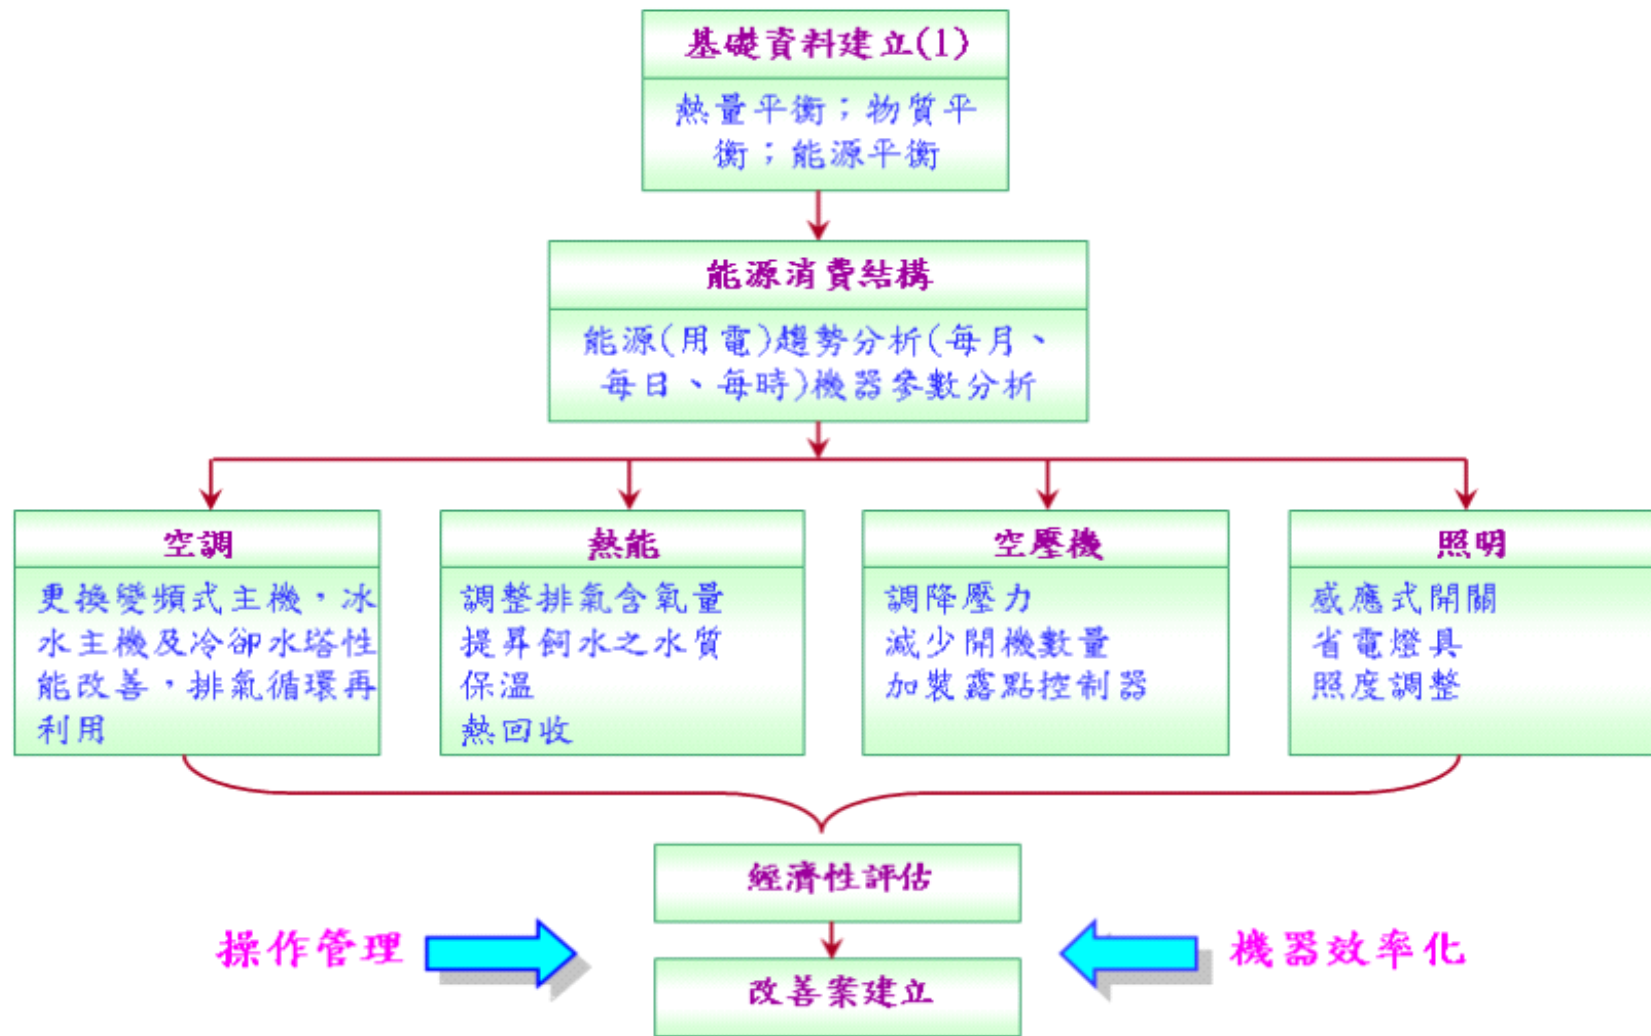 基礎資料建立(1)
熱量平衡；物質平
衡；能源平衡
能源消費結構
能源(用電)趨勢分析(每月、
每日、每時)機器參數分析
空調
更換變頻式主機，冰
水主機及冷卻水塔性
能改善，排氣循環再
利用
熱能
調整排氣含氧量
提昇飼水之水質
保溫
熱回收
空壓機
調降壓力
減少開機數量
加裝露點控制器
照明
感應式開關
省電燈具
照度調整
經濟性評估
操作管理
機器效率化
改善案建立